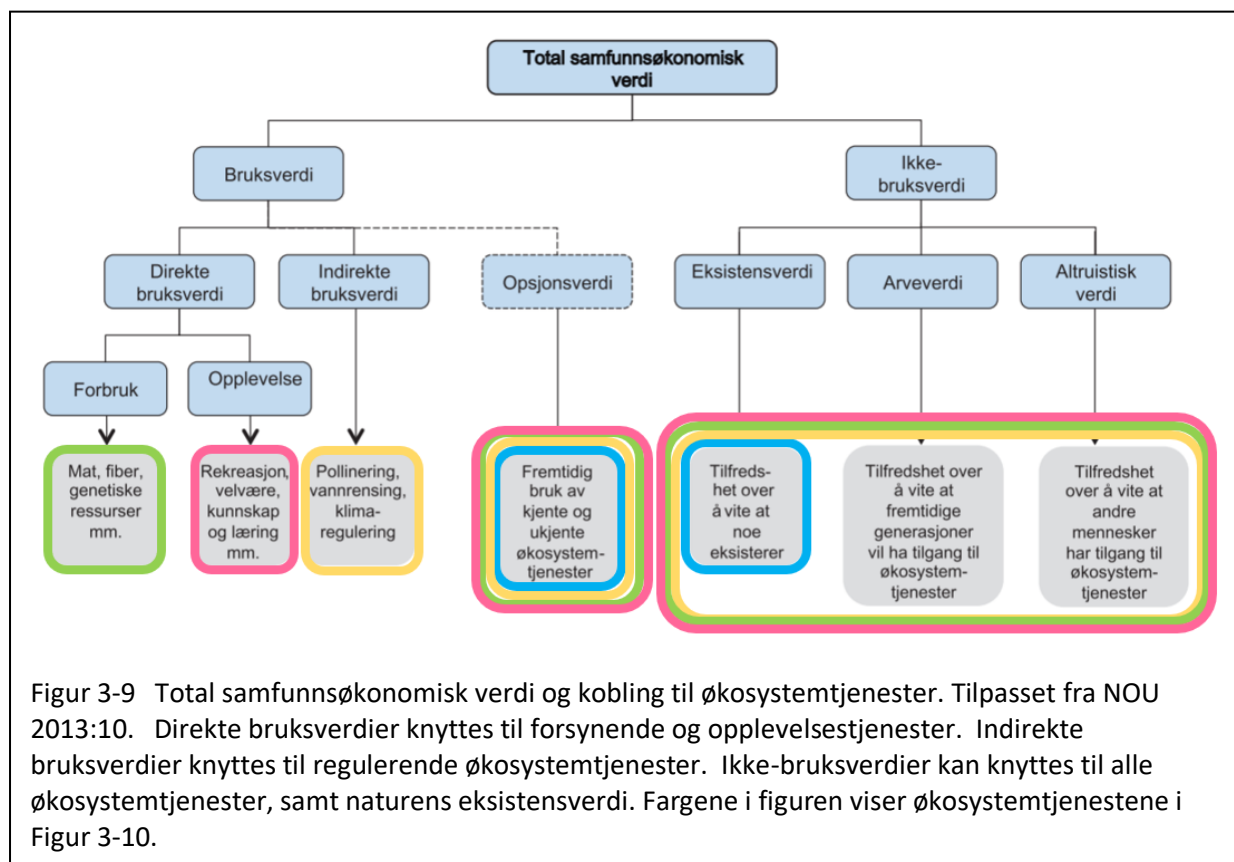 Total samfunnsøkonomisk
verdi
Bruksverdi
Ikke-
bruksverdi
Direkte
bruksverdi
Indirekte
bruksverdi
Opsjonsverdi
Eksistensverdi
Arveverdi
Altruistisk
verdi
Forbruk
Opplevelse
Mat, fiber,
genetiske
ressurser
mm.
Rekreasjon,
velvære,
kunnskap
og læring
mm.
Pollinering,
vannrensing,
klima-
regulering
Fremtidig
bruk av
kjente og
ukjente
økosystem-
tjenester
Tilfreds-
het over
å vite at
noe
eksisterer
Tilfredshet over
å vite at
fremtidige
generasjoner
vil ha tilgang til
økosystem-
tjenester
Tilfredshet
over å vite at
andre
mennesker
har tilgang til
økosystem-
tjenester
Figur 3-9 Total samfunnsøkonomisk verdi og kobling til økosystemtjenester. Tilpasset fra NOU
2013:10. Direkte bruksverdier knyttes til forsynende og opplevelsestjenester. Indirekte
bruksverdier knyttes til regulerende økosystemtjenester. Ikke-bruksverdier kan knyttes til alle
økosystemtjenester, samt naturens eksistensverdi. Fargene i figuren viser økosystemtjenestene i
Figur 3-10.